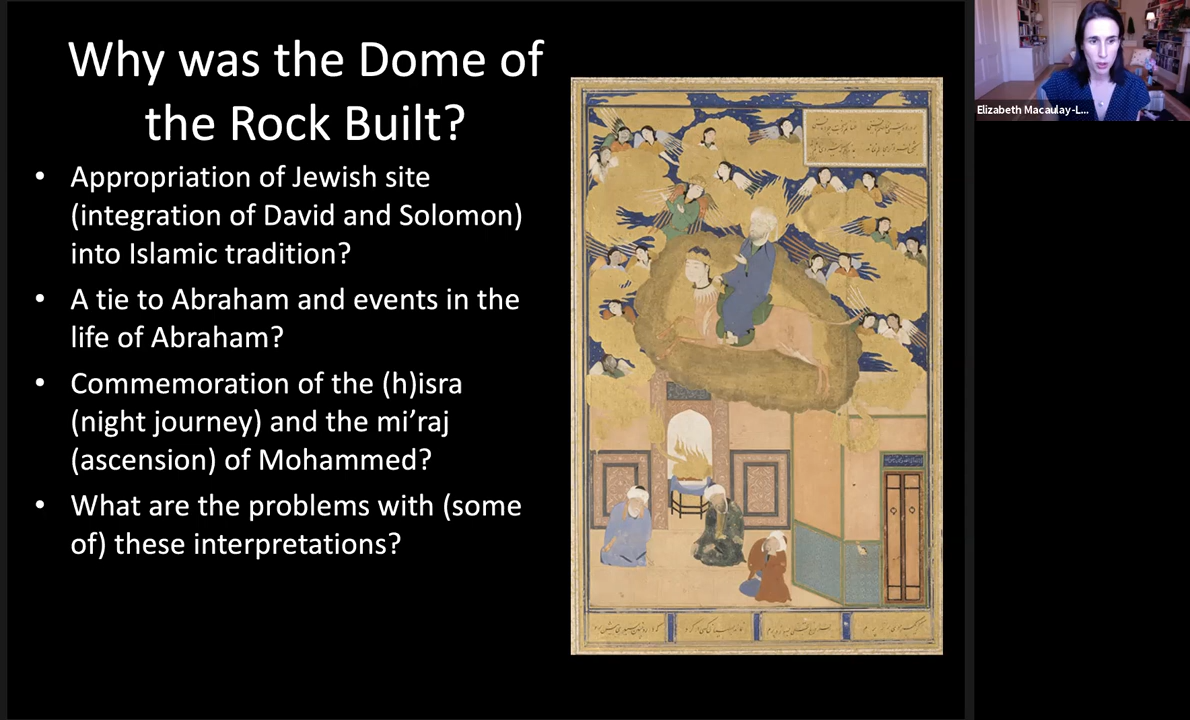 Why was the Dome of
the Rock Built?
• Appropriation of Jewish site
(integration of David and Solomon)
into Islamic tradition?
• A tie to Abraham and events in the
life of Abraham?
• Commemoration of the (h)isra
(night journey) and the mi’raj
(ascension) of Mohammed?
• What are the problems with (some
of) these interpretations?
Elizabeth Macaulay-L...